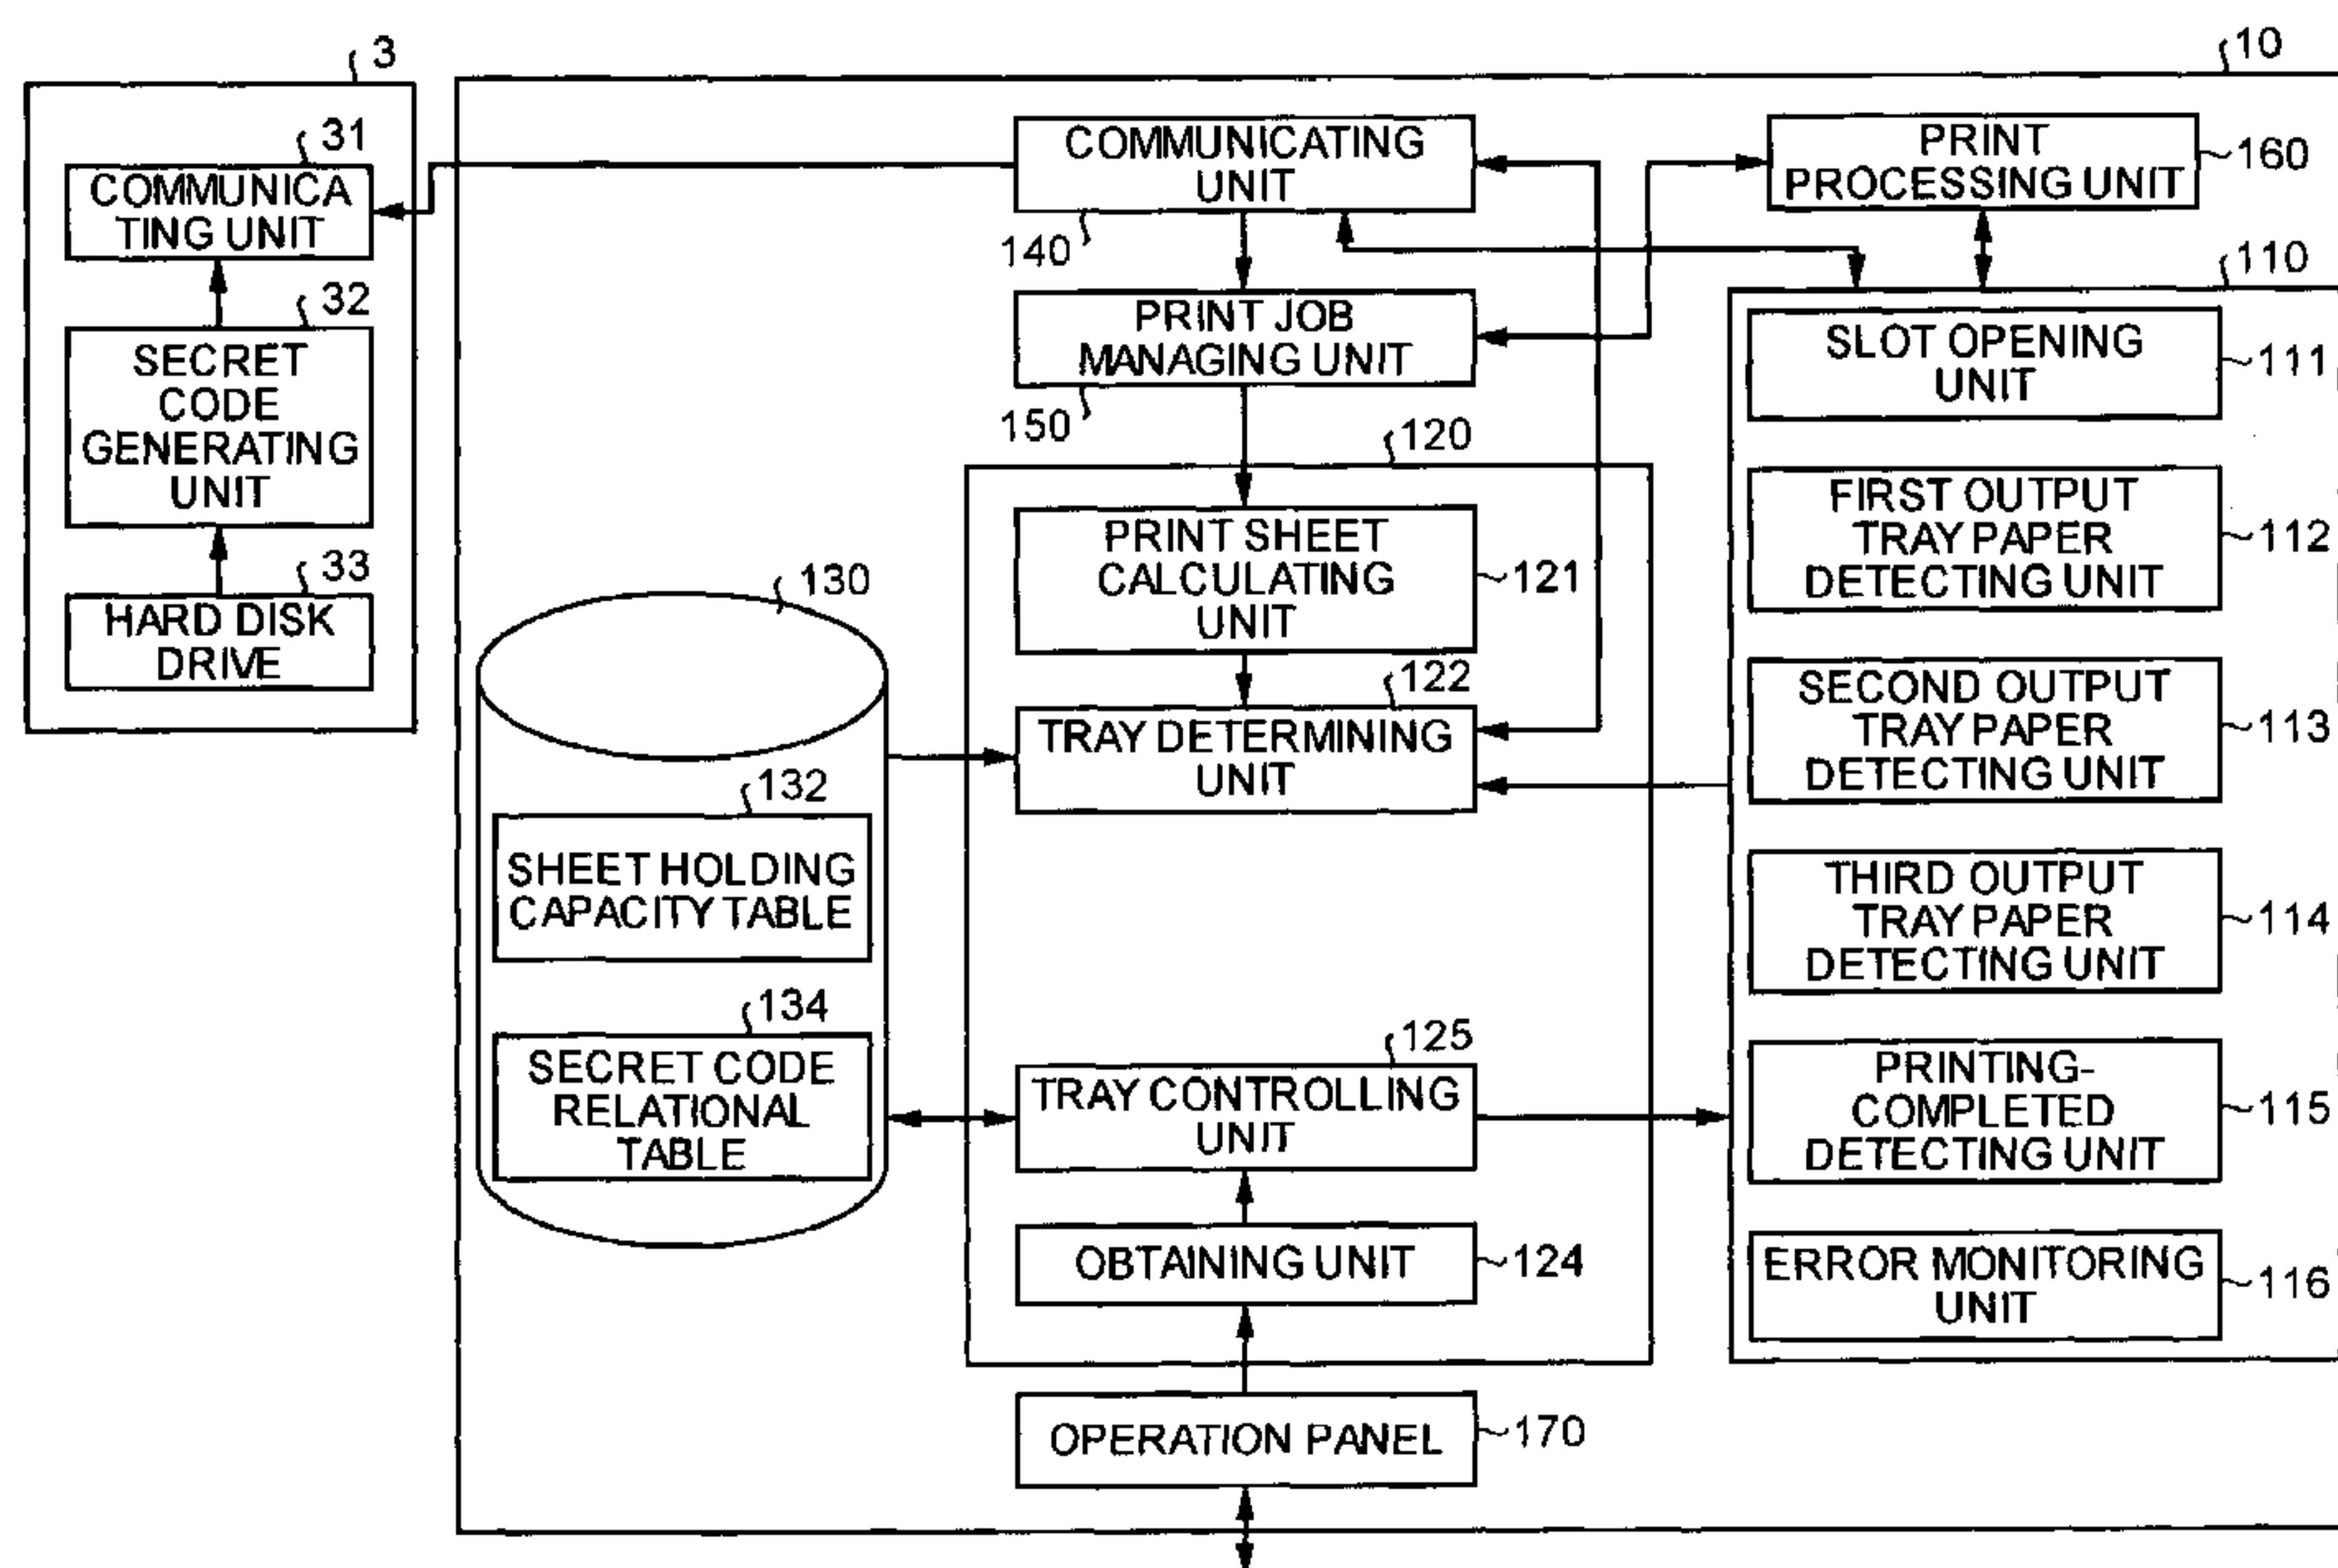 3
31
COMMUNICA
TING UNIT
32
SECRET
CODE
GENERATING
UNIT
33
HARD DISK
DRIVE
10
COMMUNICATING
UNIT
140
PRINT
PROCESSING UNIT
160
PRINT JOB
MANAGING UNIT
150
120
PRINT SHEET
CALCULATING
UNIT
121
122
TRAY DETERMINING
UNIT
130
132
SHEET HOLDING
CAPACITY TABLE
134
SECRET CODE
RELATIONAL
TABLE
125
TRAY CONTROLLING
UNIT
OBTAINING UNIT
124
OPERATION PANEL
170
110
SLOT OPENING
UNIT
111
FIRST OUTPUT
TRAY PAPER
DETECTING UNIT
112
SECOND OUTPUT
TRAY PAPER
DETECTING UNIT
113
THIRD OUTPUT
TRAY PAPER
DETECTING UNIT
114
PRINTING-
COMPLETED
DETECTING UNIT
115
ERROR MONITORING
UNIT
116